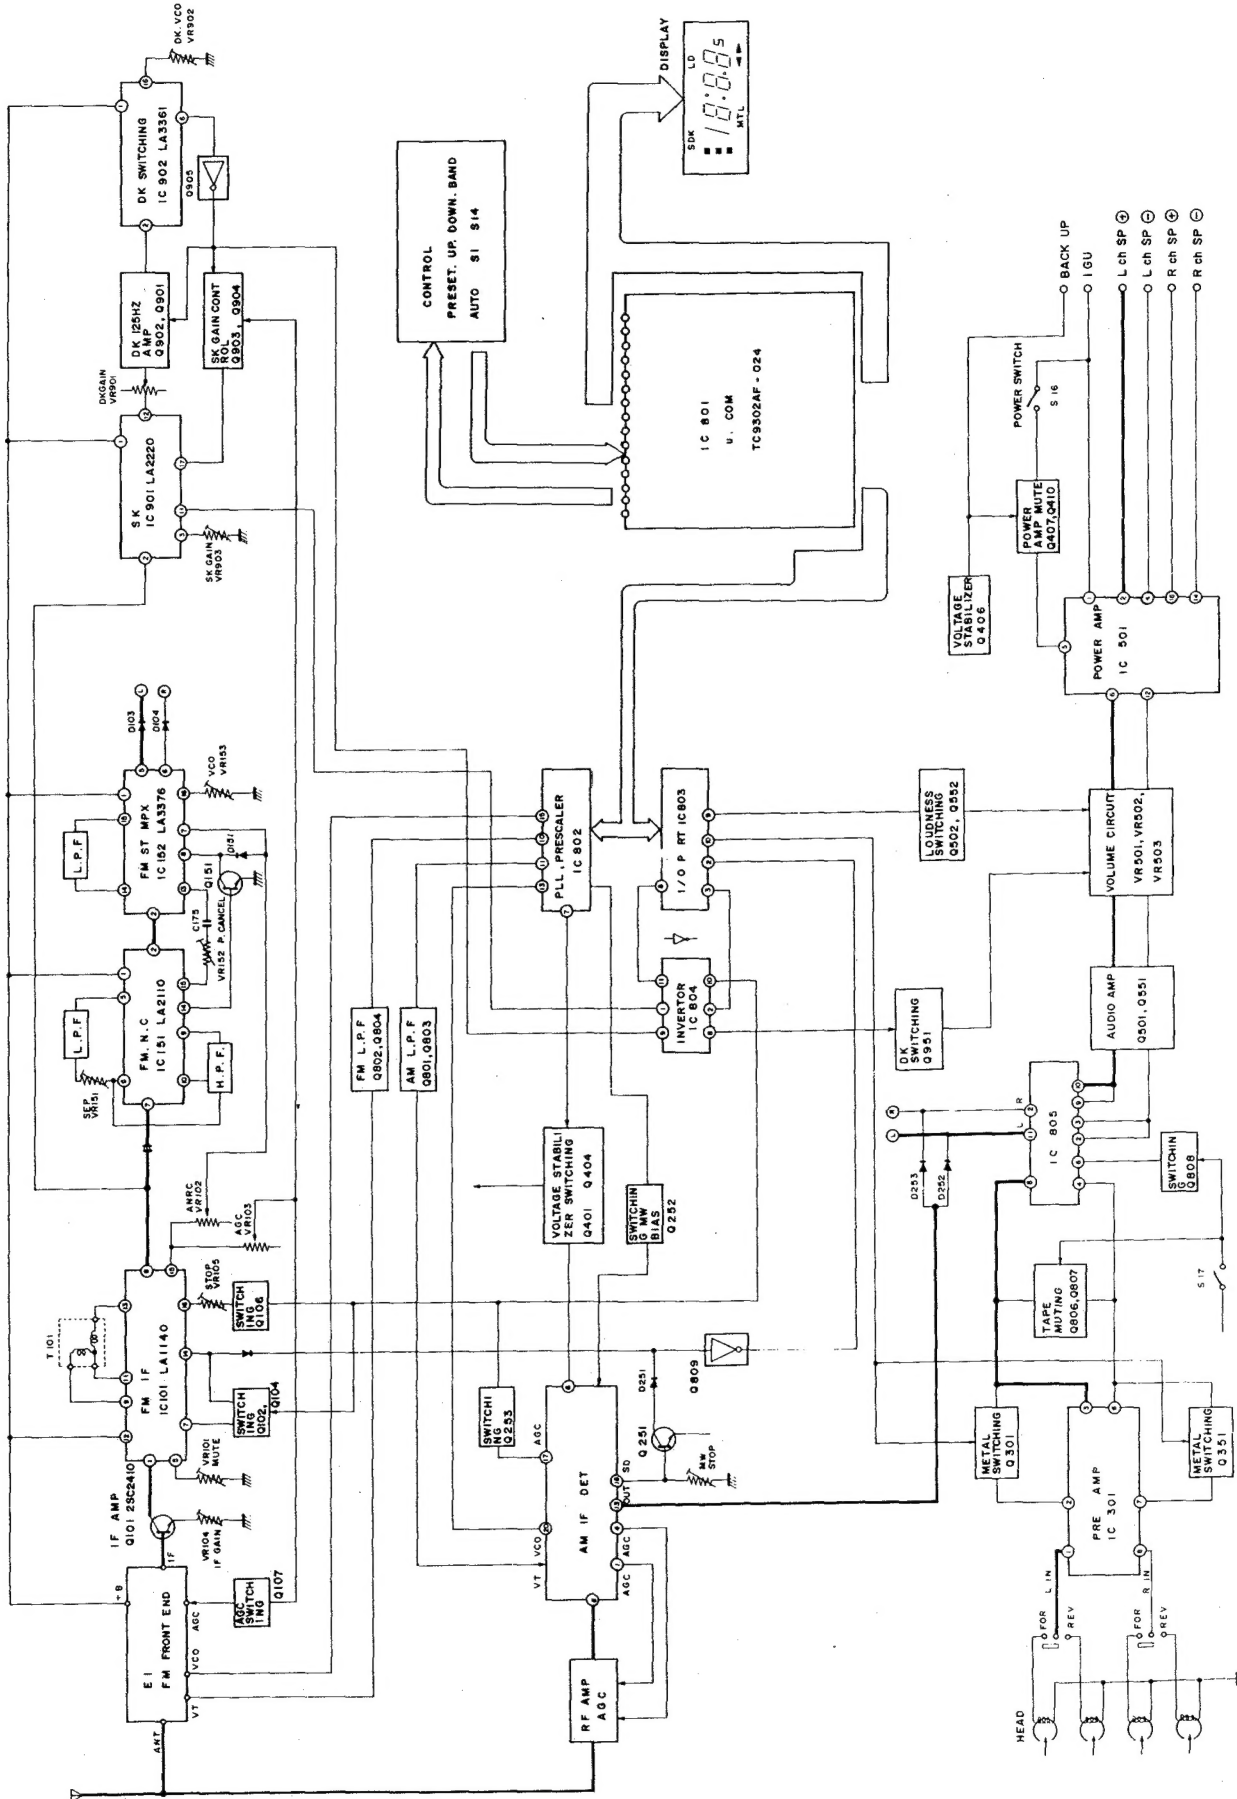 DK. VCO
VR902
DK SWITCHING
IC 902 LA3361
Q905
DK 125HZ
AMP
Q902, Q901
SK GAIN CONT
ROL
Q903, Q904
DKGAIN
VR901
SK
IC 901 LA2220
SK GAIN
VR903
L.P.F
FM ST MPX
IC 152 LA3376
D103
D104
L
R
VCO
VR153
D151
Q151
C175
VR152 P.CANCEL
L.P.F
SEP
VR151
FM. N.C
IC151 LA2110
H.P.F.
ANRC
VR102
AGC
VR103
T101
FM IF
IC101 LA1140
STOP
VR105
SWITCH
ING
Q106
SWITCH
ING
Q102,
Q104
VR101
MUTE
IF AMP
Q101 2SC2410
VR104
IF GAIN
IF
+B
E1
FM FRONT END
ANT
VT
VCO
AGC
AGC
SWITCH
ING
Q107
CONTROL
PRESET. UP. DOWN. BAND
AUTO S1 S14
DISPLAY
SDK
LD
18:8.8s
MTL
IC 801
u. COM
TC9302AF-024
FM L.P.F
Q802,Q804
AM L.P.F
Q801,Q803
PLL, PRESCALER
IC 802
I/O P RT IC803
INVERTOR
IC 804
VOLTAGE STABILI
ZER SWITCHING
Q401 Q404
SWITCHIN
G MW
BIAS
Q252
SWITCHI
NG
Q253
AM IF DET
VT
VCO
AGC
SD
OUT
AGC
AGC
RF AMP
AGC
Q251
D251
MW
STOP
Q809
LOUDNESS
SWITCHING
Q502, Q552
DK
SWITCHING
Q951
BACK UP
IGU
POWER SWITCH
S 16
L ch SP +
L ch SP -
R ch SP +
R ch SP -
VOLTAGE
STABILIZER
Q406
POWER
AMP MUTE
Q407,Q410
POWER AMP
IC 501
VOLUME CIRCUIT
VR501,VR502,
VR503
AUDIO AMP
Q501, Q551
R
L
D253
D252
R
L
IC 805
SWITCHIN
G
Q808
TAPE
MUTING
Q806,Q807
S 17
METAL
SWITCHING
Q301
METAL
SWITCHING
Q351
PRE AMP
IC 301
L IN
R IN
FOR
REV
FOR
REV
HEAD